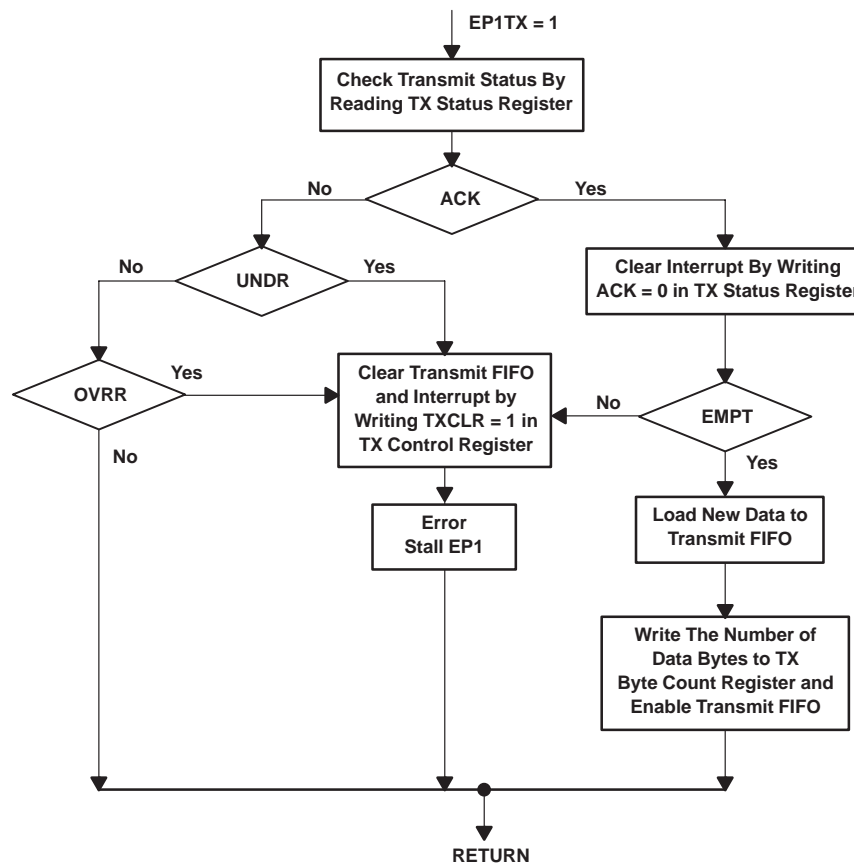 EP1TX = 1
Check Transmit Status By
Reading TX Status Register
No
ACK
Yes
No
UNDR
Yes
Clear Interrupt By Writing
ACK = 0 in TX Status Register
OVRR
Yes
Clear Transmit FIFO
and Interrupt by
Writing TXCLR = 1 in
TX Control Register
No
EMPT
No
Yes
Error
Stall EP1
Load New Data to
Transmit FIFO
Write The Number of
Data Bytes to TX
Byte Count Register and
Enable Transmit FIFO
RETURN